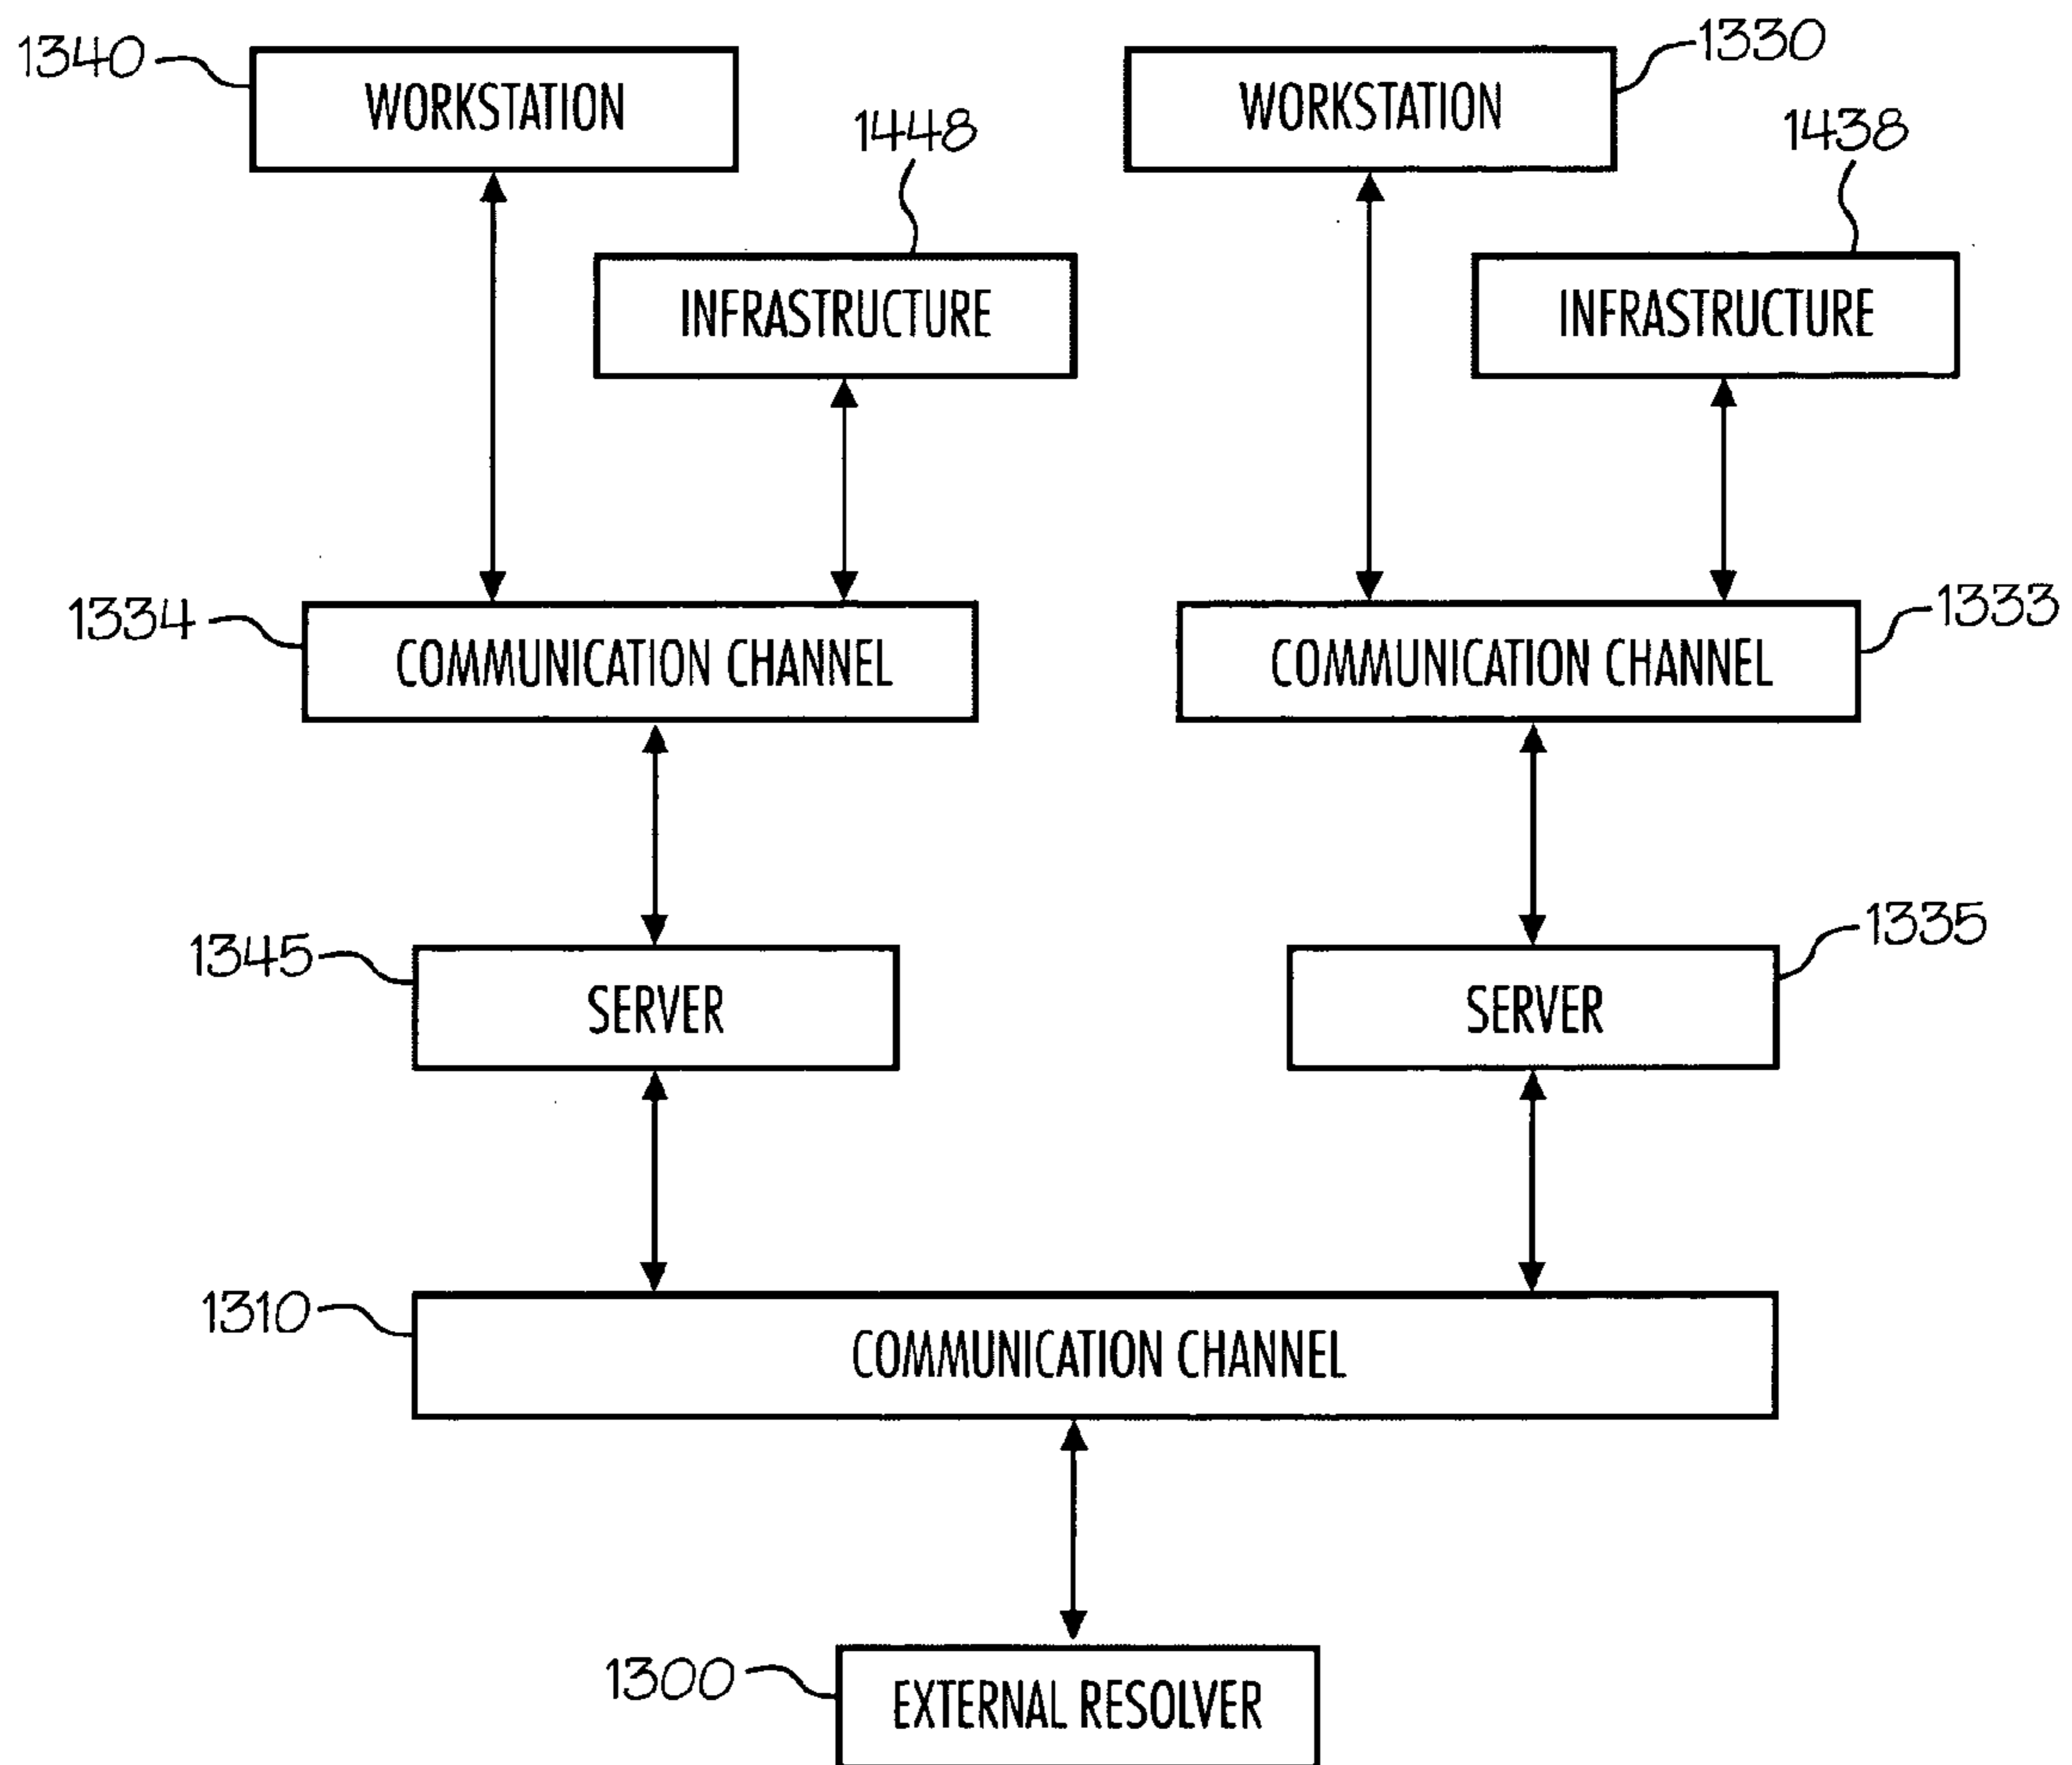 1340
WORKSTATION
1330
WORKSTATION
1448
INFRASTRUCTURE
1438
INFRASTRUCTURE
1334
COMMUNICATION CHANNEL
1333
COMMUNICATION CHANNEL
1345
SERVER
1335
SERVER
1310
COMMUNICATION CHANNEL
1300
EXTERNAL RESOLVER